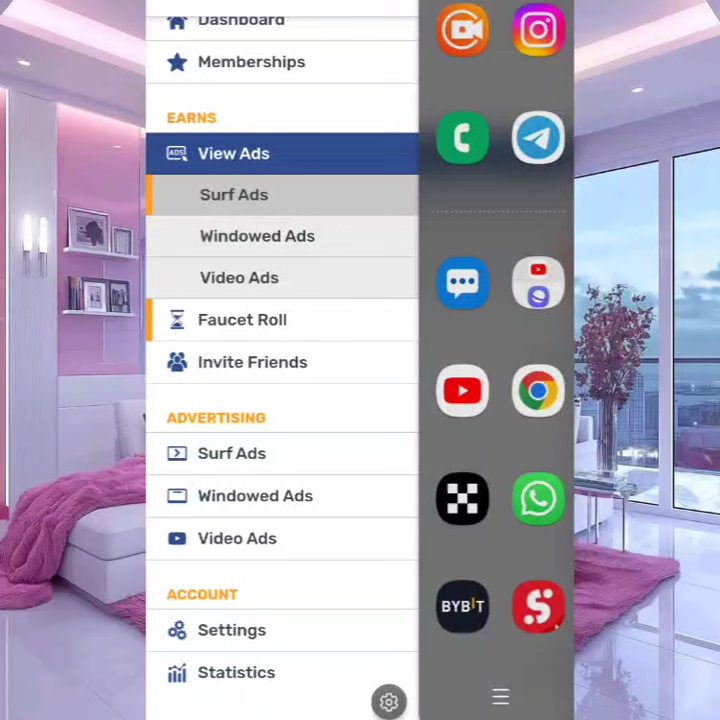 Dashboard
Memberships
EARNS
ADS
View Ads
Surf Ads
Windowed Ads
Video Ads
Faucet Roll
Invite Friends
ADVERTISING
Surf Ads
Windowed Ads
Video Ads
ACCOUNT
Settings
Statistics
BYBIT